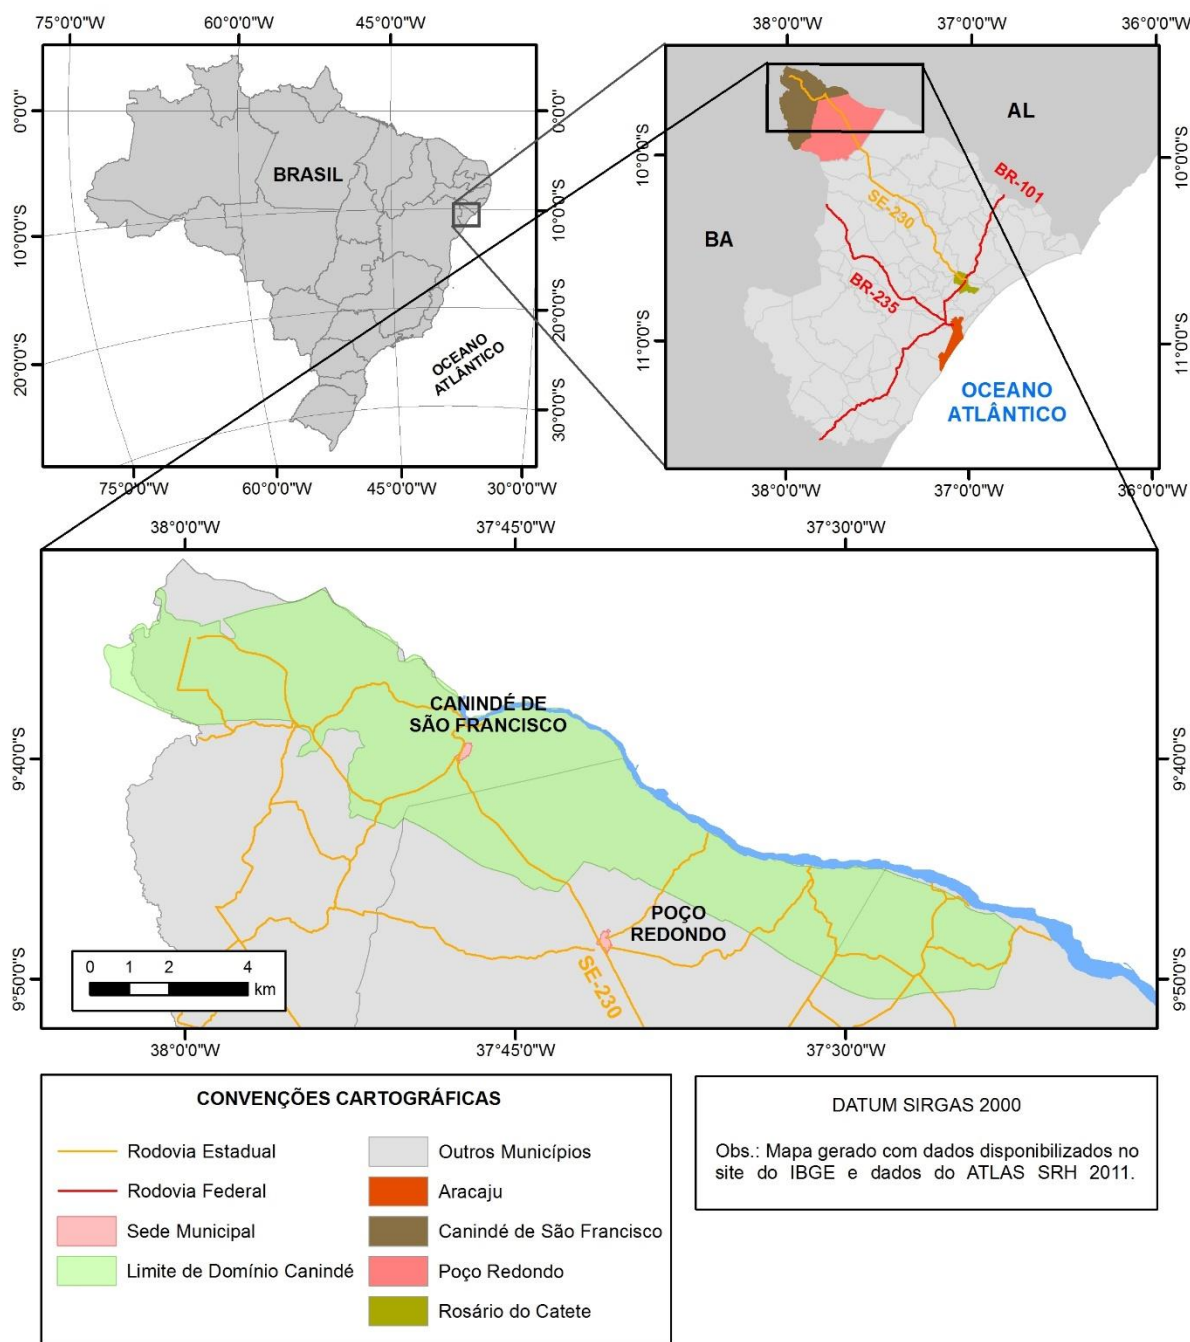 75°0'0"W
60°0'0"W
45°0'0"W
38°0'0"W
37°0'0"W
36°0'0"W
0°0'0"
10°0'0"S
20°0'0"S
BRASIL
OCEANO
ATLÂNTICO
0°0'0"
10°0'0"S
20°0'0"S
30°0'0"S
75°0'0"W
60°0'0"W
45°0'0"W
30°0'0"W
10°0'0"S
11°0'0"S
AL
BR-101
SE-230
BA
BR-235
OCEANO
ATLÂNTICO
10°0'0"S
11°0'0"S
38°0'0"W
37°0'0"W
36°0'0"W
38°0'0"W
37°45'0"W
37°30'0"W
9°40'0"S
9°50'0"S
CANINDÉ DE
SÃO FRANCISCO
POÇO
REDONDO
SE-230
0 1 2 4
km
9°40'0"S
9°50'0"S
38°0'0"W
37°45'0"W
37°30'0"W
CONVENÇÕES CARTOGRÁFICAS
Rodovia Estadual
Rodovia Federal
Sede Municipal
Limite de Domínio Canindé
Outros Municípios
Aracaju
Canindé de São Francisco
Poço Redondo
Rosário do Catete
DATUM SIRGAS 2000
Obs.: Mapa gerado com dados disponibilizados no
site do IBGE e dados do ATLAS SRH 2011.